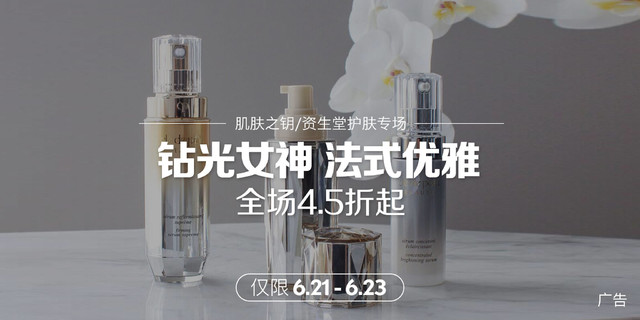 肌肤之钥/资生堂护肤专场
钻光女神 法式优雅
全场4.5折起
仅限 6.21 - 6.23
广告